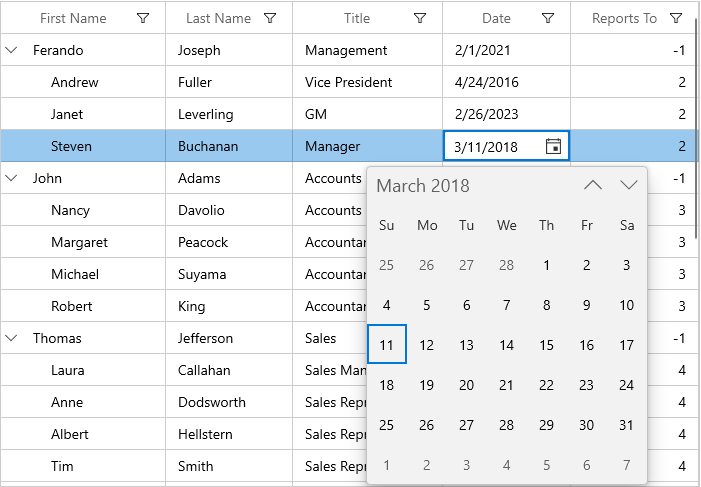 First Name Last Name Title Date Reports To
Ferando Joseph Management 2/1/2021 -1
Andrew Fuller Vice President 4/24/2016 2
Janet Leverling GM 2/26/2023 2
Steven Buchanan Manager 3/11/2018 2
John Adams Accounts -1
Nancy Davolio Accounts 3
Margaret Peacock Accountan 3
Michael Suyama Accountan 3
Robert King Accountan 3
Thomas Jefferson Sales -1
Laura Callahan Sales Man 4
Anne Dodsworth Sales Repr 4
Albert Hellstern Sales Repr 4
Tim Smith Sales Repr 4
March 2018
Su Mo Tu We Th Fr Sa
25 26 27 28 1 2 3
4 5 6 7 8 9 10
11 12 13 14 15 16 17
18 19 20 21 22 23 24
25 26 27 28 29 30 31
1 2 3 4 5 6 7